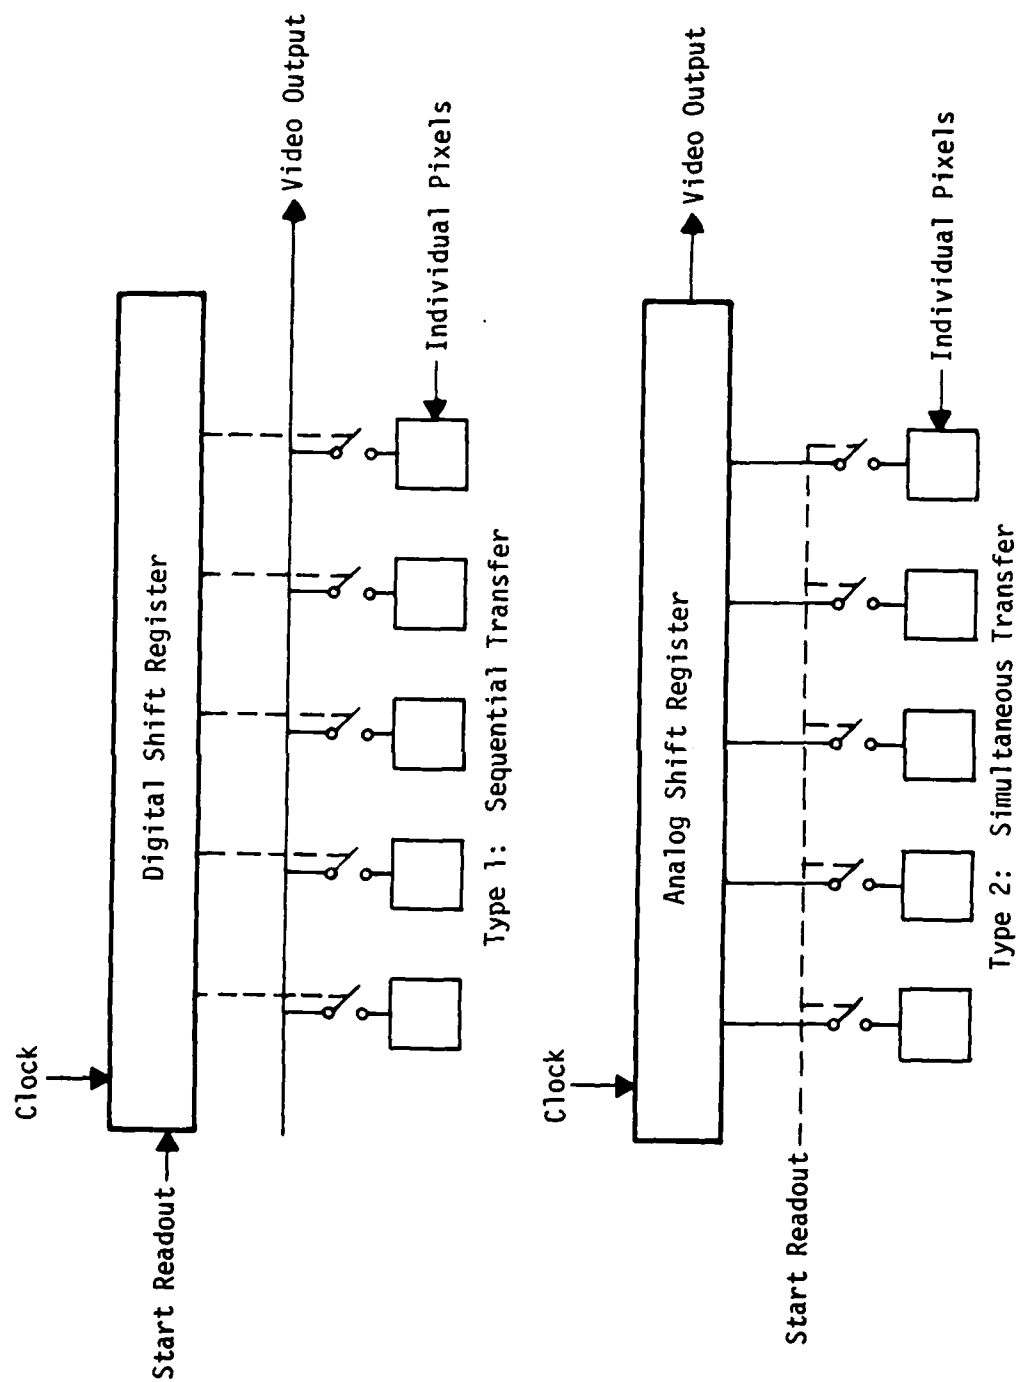 Clock
Start Readout
Digital Shift Register
Video Output
Individual Pixels
Type 1: Sequential Transfer
Clock
Analog Shift Register
Video Output
Start Readout
Individual Pixels
Type 2: Simultaneous Transfer